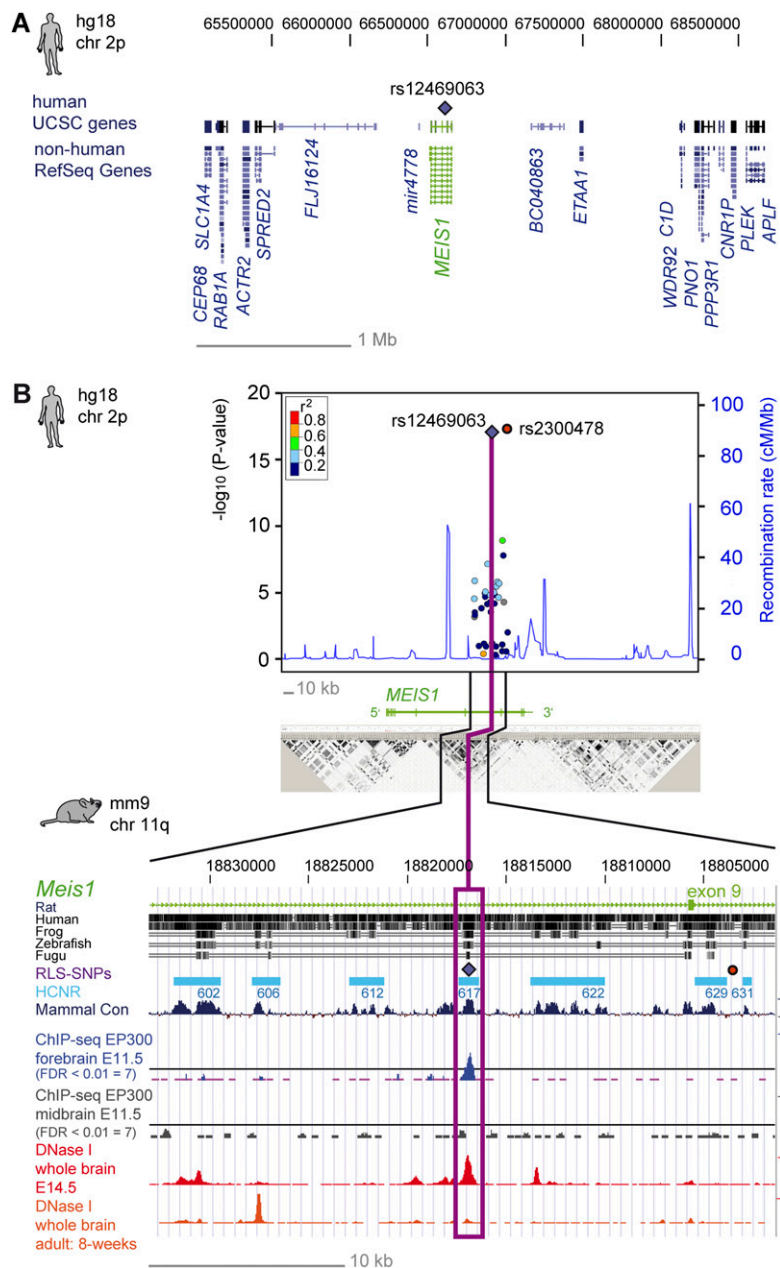 A
hg18
chr 2p
65500000 66000000 66500000 67000000 67500000 68000000 68500000
rs12469063
human
UCSC genes
non-human
RefSeq Genes
CEP68 SLC1A4 RAB1A ACTR2 SPRED2 FLJ16124 mir4778 MEIS1 BC040863 ETAA1 WDR92 C1D PNO1 PPP3R1 CNR1P PLEK APLF
1 Mb
B
hg18
chr 2p
-log10 (P-value)
20
15
10
5
0
r2
0.8
0.6
0.4
0.2
rs12469063
rs2300478
100
80
60
40
20
0
Recombination rate (cM/Mb)
10 kb
MEIS1
5' 3'
mm9
chr 11q
18830000 18825000 18820000 18815000 18810000 18805000
Meis1
exon 9
Rat
Human
Frog
Zebrafish
Fugu
RLS-SNPs
HCNR 602 606 612 617 622 629 631
Mammal Con
ChIP-seq EP300
forebrain E11.5
(FDR < 0.01 = 7)
ChIP-seq EP300
midbrain E11.5
(FDR < 0.01 = 7)
DNase I
whole brain
E14.5
DNase I
whole brain
adult: 8-weeks
10 kb